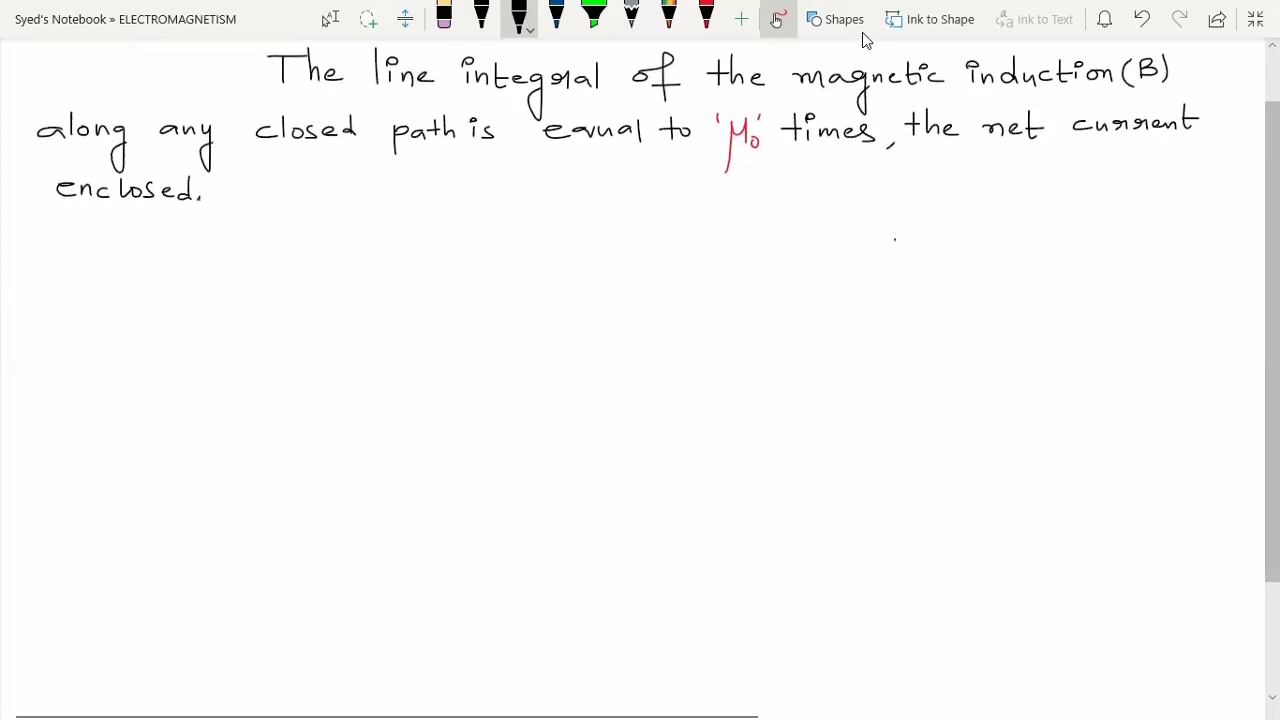 Syed's Notebook » ELECTROMAGNETISM
Shapes
Ink to Shape
Ink to Text
The line integral of the magnetic induction (B)
along any closed path is equal to 'μ₀' times, the net current
enclosed.